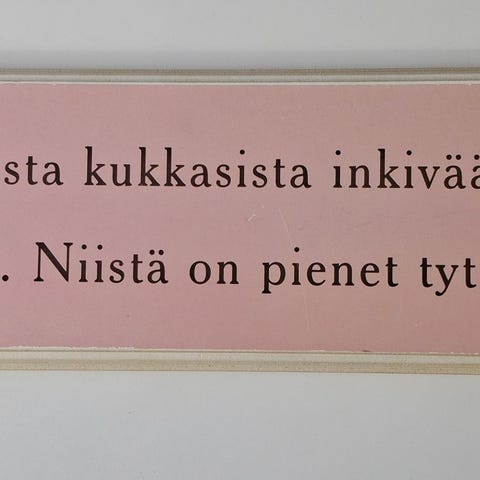 sta kukkasista inkivää
. Niistä on pienet tyt